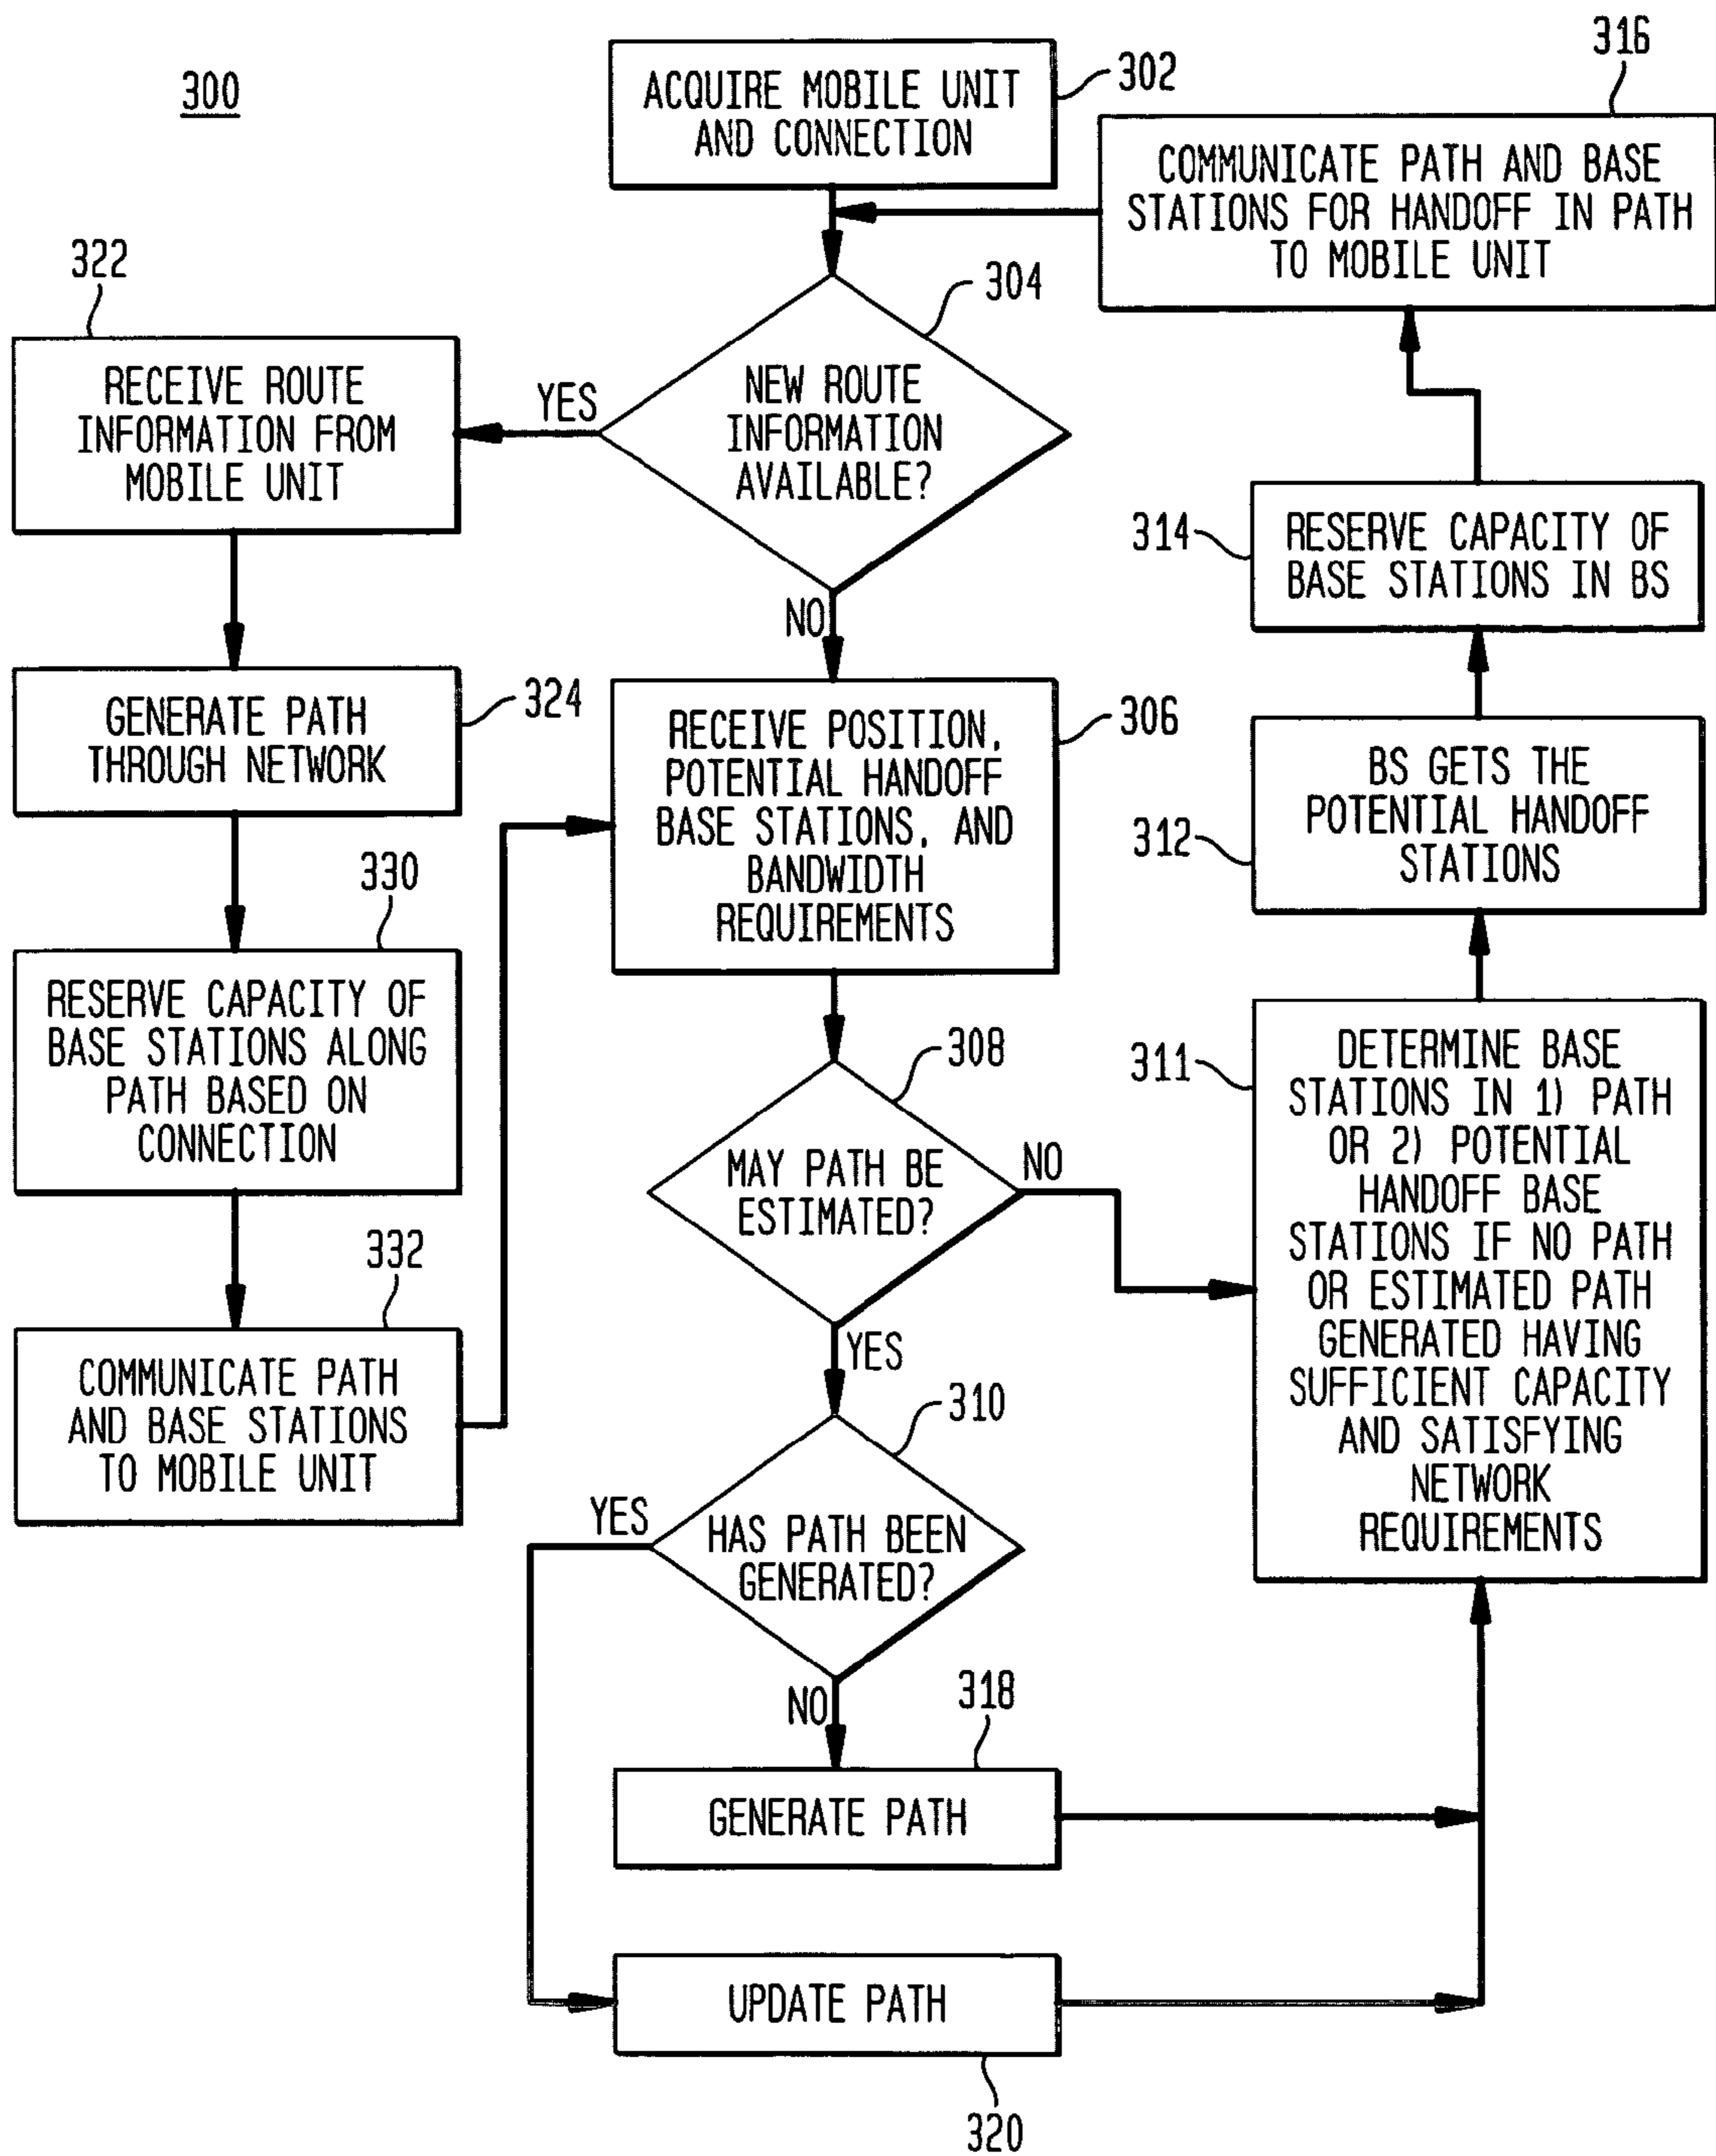 300
ACQUIRE MOBILE UNIT
AND CONNECTION
302
316
COMMUNICATE PATH AND BASE
STATIONS FOR HANDOFF IN PATH
TO MOBILE UNIT
322
RECEIVE ROUTE
INFORMATION FROM
MOBILE UNIT
YES
304
NEW ROUTE
INFORMATION
AVAILABLE?
NO
314
RESERVE CAPACITY OF
BASE STATIONS IN BS
GENERATE PATH
THROUGH NETWORK
324
RECEIVE POSITION,
POTENTIAL HANDOFF
BASE STATIONS, AND
BANDWIDTH
REQUIREMENTS
306
312
BS GETS THE
POTENTIAL HANDOFF
STATIONS
330
RESERVE CAPACITY OF
BASE STATIONS ALONG
PATH BASED ON
CONNECTION
308
MAY PATH BE
ESTIMATED?
NO
YES
311
DETERMINE BASE
STATIONS IN 1) PATH
OR 2) POTENTIAL
HANDOFF BASE
STATIONS IF NO PATH
OR ESTIMATED PATH
GENERATED HAVING
SUFFICIENT CAPACITY
AND SATISFYING
NETWORK
REQUIREMENTS
332
COMMUNICATE PATH
AND BASE STATIONS
TO MOBILE UNIT
310
YES
HAS PATH BEEN
GENERATED?
NO
318
GENERATE PATH
UPDATE PATH
320